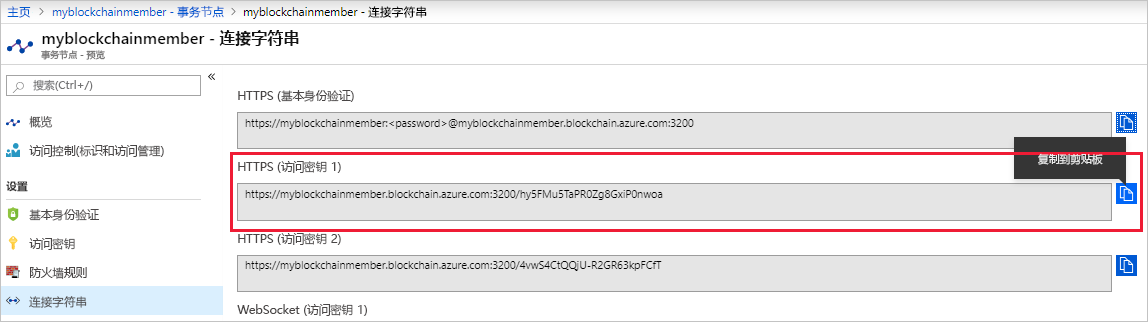 主页 > myblockchainmember - 事务节点 > myblockchainmember - 连接字符串
myblockchainmember - 连接字符串
事务节点 - 预览
搜索(Ctrl+/)
«
概览
访问控制(标识和访问管理)
设置
基本身份验证
访问密钥
防火墙规则
连接字符串
HTTPS (基本身份验证)
https://myblockchainmember:<password>@myblockchainmember.blockchain.azure.com:3200
复制到剪贴板
HTTPS (访问密钥 1)
https://myblockchainmember.blockchain.azure.com:3200/hy5FMu5TaPR0Zg8GxiP0nwoa
HTTPS (访问密钥 2)
https://myblockchainmember.blockchain.azure.com:3200/4vwS4CtQQjU-R2GR63kpFCfT
WebSocket (访问密钥 1)